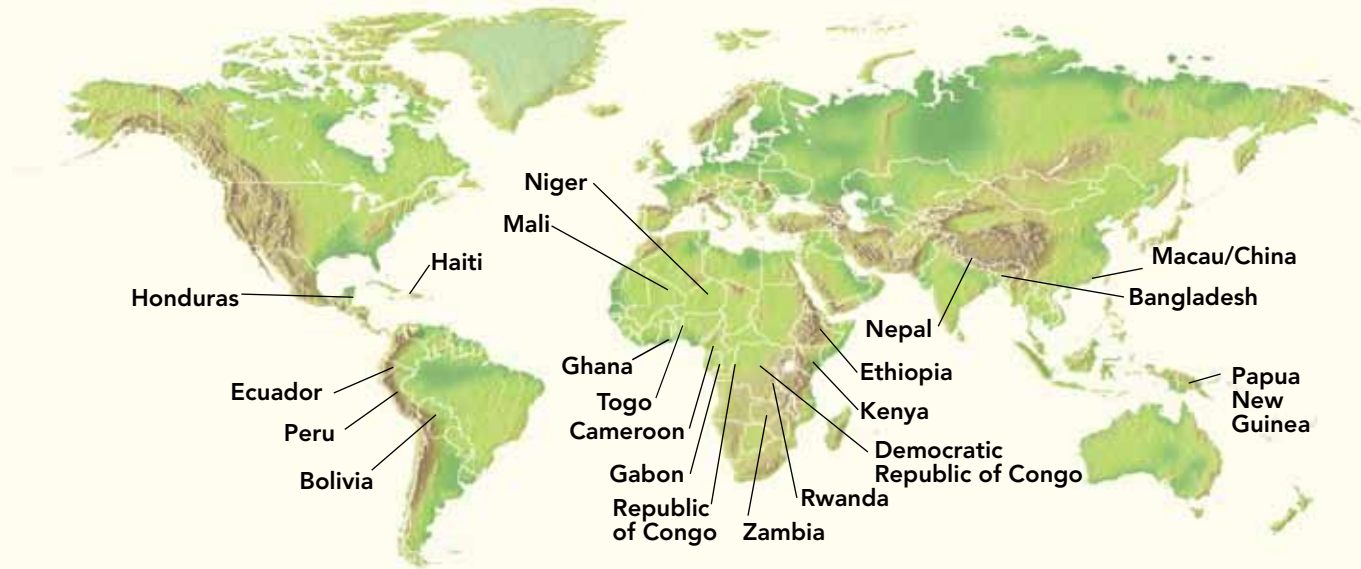 Niger
Mali
Haiti
Honduras
Macau/China
Bangladesh
Nepal
Ghana
Ethiopia
Ecuador
Togo
Papua
New
Guinea
Peru
Cameroon
Kenya
Bolivia
Gabon
Democratic
Republic of Congo
Republic
of Congo
Rwanda
Zambia